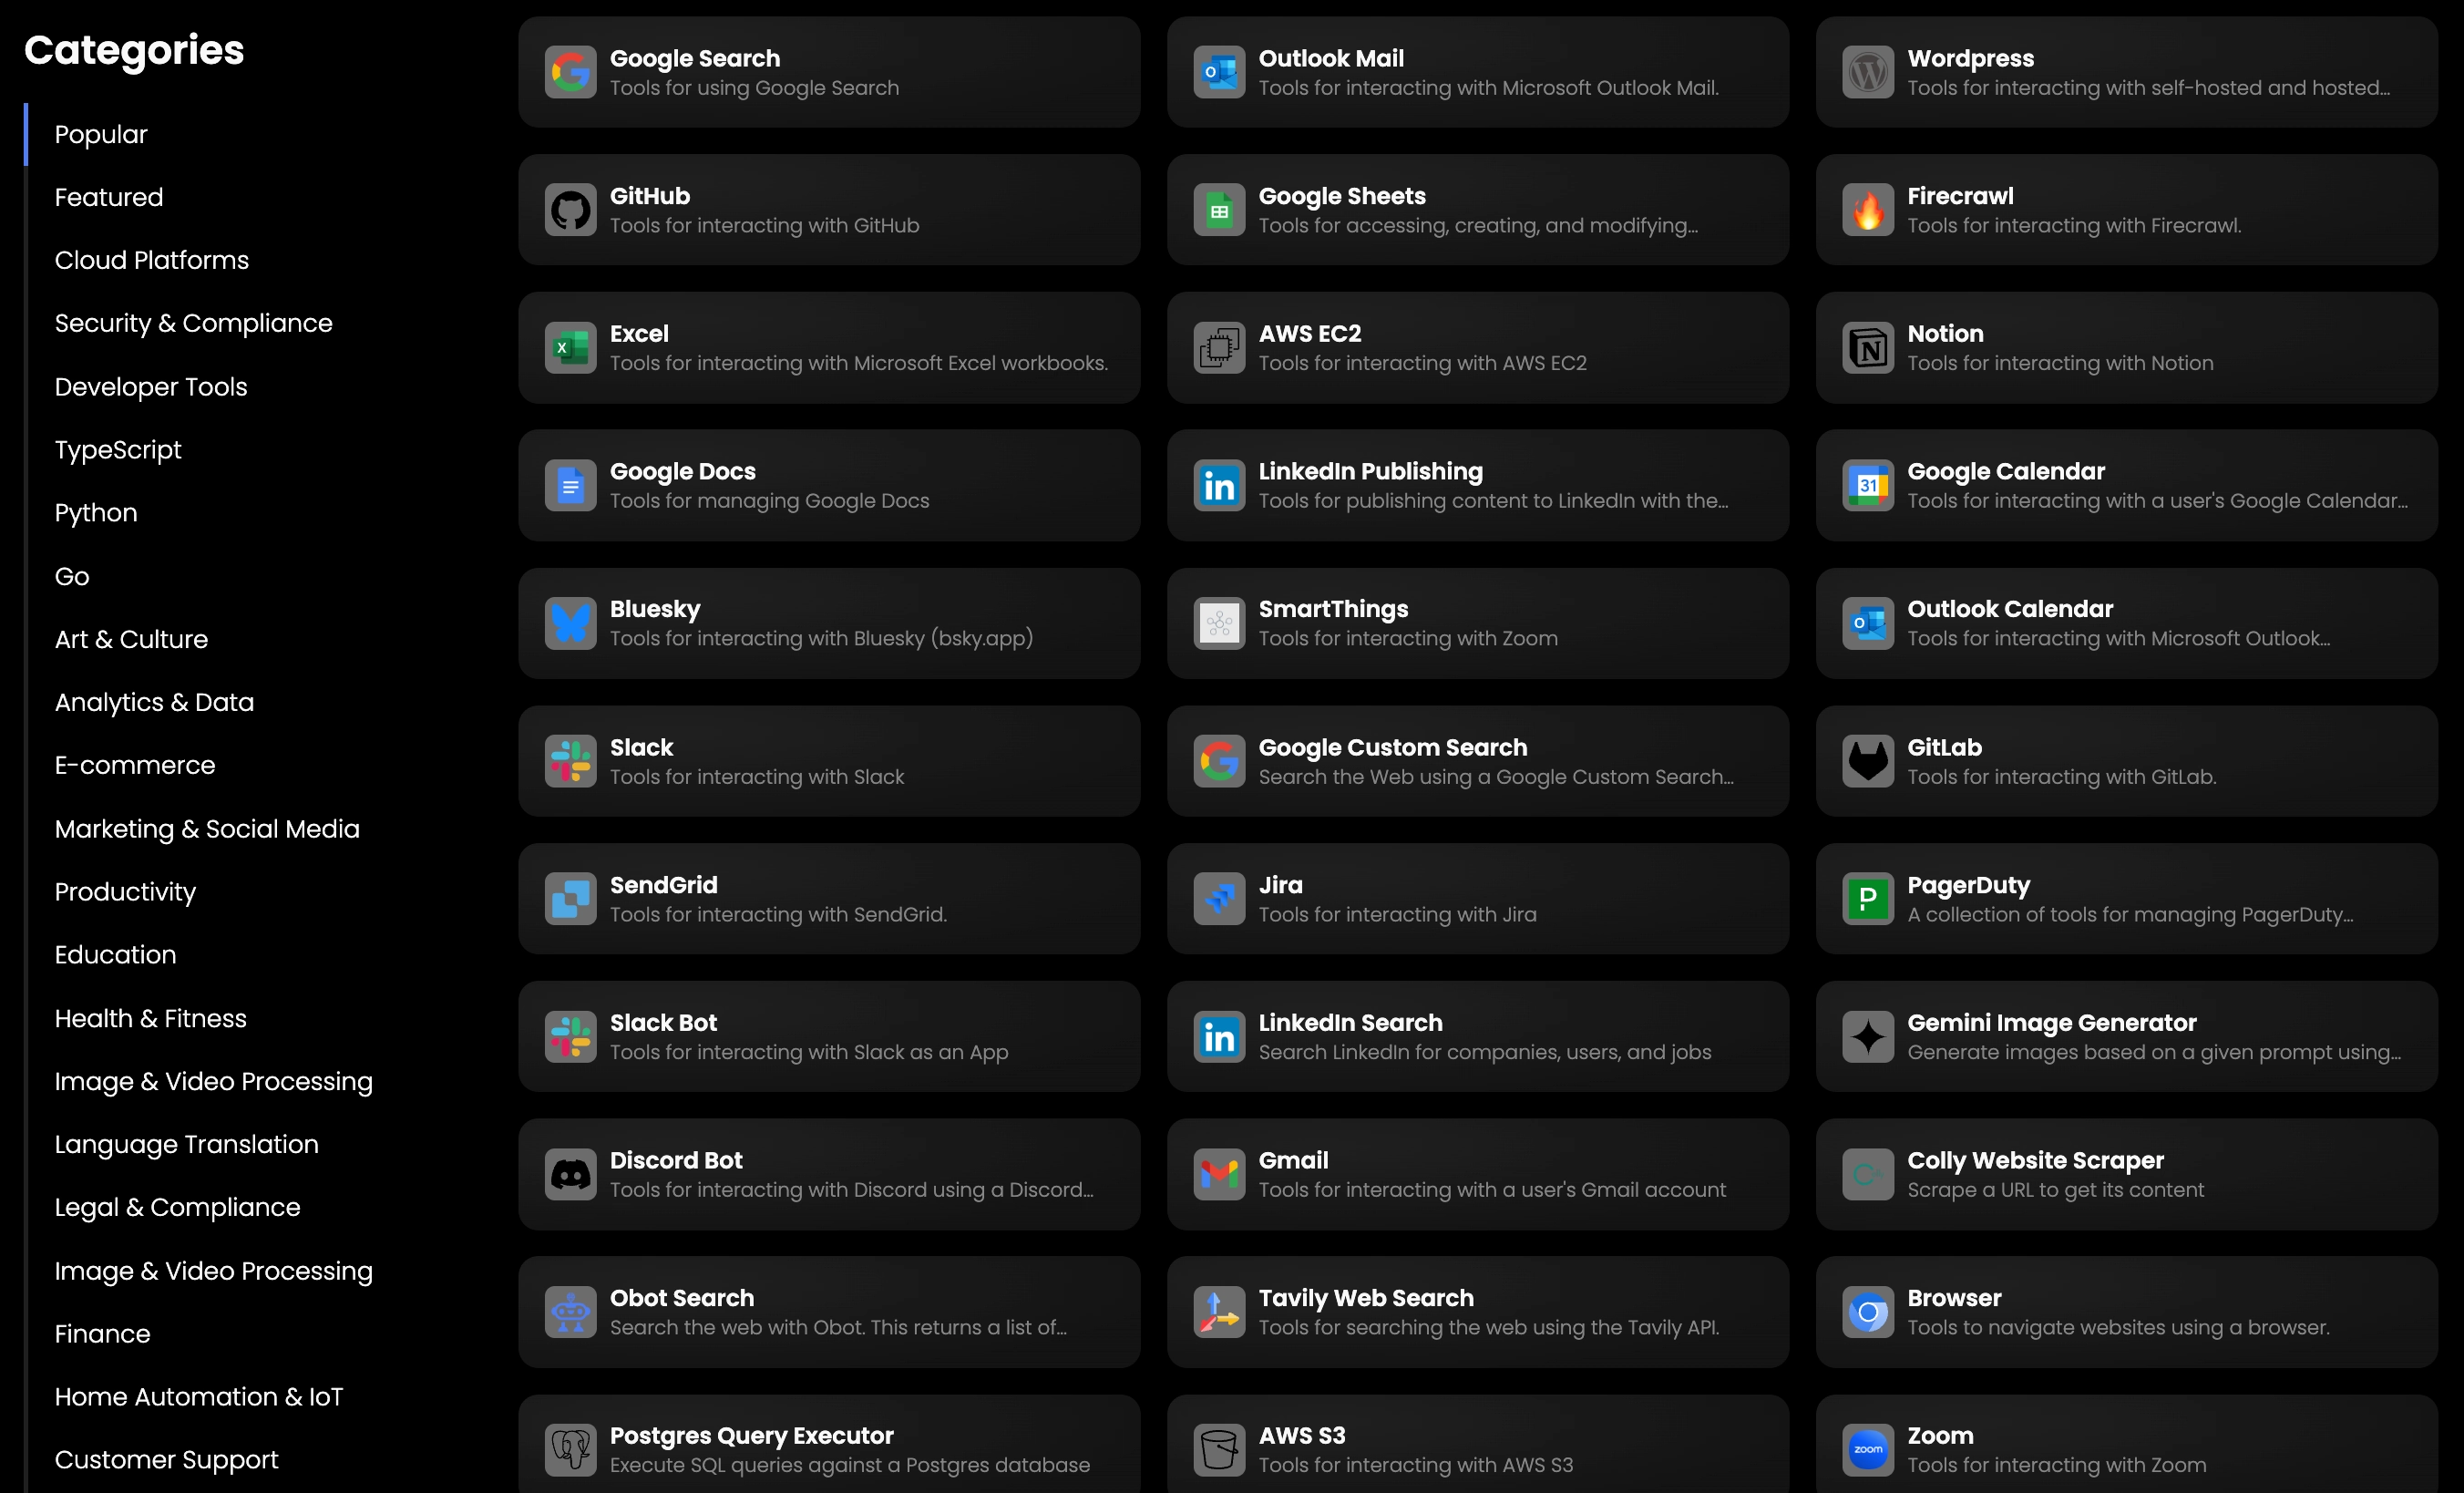 Categories
Popular
Featured
Cloud Platforms
Security & Compliance
Developer Tools
TypeScript
Python
Go
Art & Culture
Analytics & Data
E-commerce
Marketing & Social Media
Productivity
Education
Health & Fitness
Image & Video Processing
Language Translation
Legal & Compliance
Image & Video Processing
Finance
Home Automation & IoT
Customer Support
Google Search
Tools for using Google Search
Outlook Mail
Tools for interacting with Microsoft Outlook Mail.
Wordpress
Tools for interacting with self-hosted and hosted...
GitHub
Tools for interacting with GitHub
Google Sheets
Tools for accessing, creating, and modifying...
Firecrawl
Tools for interacting with Firecrawl.
Excel
Tools for interacting with Microsoft Excel workbooks.
AWS EC2
Tools for interacting with AWS EC2
Notion
Tools for interacting with Notion
Google Docs
Tools for managing Google Docs
LinkedIn Publishing
Tools for publishing content to LinkedIn with the...
31
Google Calendar
Tools for interacting with a user's Google Calendar...
Bluesky
Tools for interacting with Bluesky (bsky.app)
SmartThings
Tools for interacting with Zoom
Outlook Calendar
Tools for interacting with Microsoft Outlook...
Slack
Tools for interacting with Slack
Google Custom Search
Search the Web using a Google Custom Search...
GitLab
Tools for interacting with GitLab.
SendGrid
Tools for interacting with SendGrid.
Jira
Tools for interacting with Jira
PagerDuty
A collection of tools for managing PagerDuty...
Slack Bot
Tools for interacting with Slack as an App
LinkedIn Search
Search LinkedIn for companies, users, and jobs
Gemini Image Generator
Generate images based on a given prompt using...
Discord Bot
Tools for interacting with Discord using a Discord...
Gmail
Tools for interacting with a user's Gmail account
Colly Website Scraper
Scrape a URL to get its content
Obot Search
Search the web with Obot. This returns a list of...
Tavily Web Search
Tools for searching the web using the Tavily API.
Browser
Tools to navigate websites using a browser.
Postgres Query Executor
Execute SQL queries against a Postgres database
AWS S3
Tools for interacting with AWS S3
zoom
Zoom
Tools for interacting with Zoom